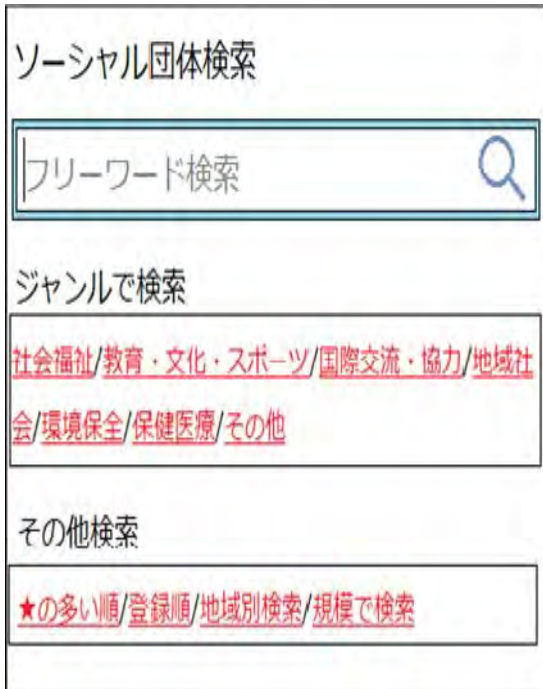 ソーシャル団体検索
フリーワード検索
ジャンルで検索
社会福祉/教育・文化・スポーツ/国際交流・協力/地域社
会/環境保全/保健医療/その他
その他検索
★の多い順/登録順/地域別検索/規模で検索